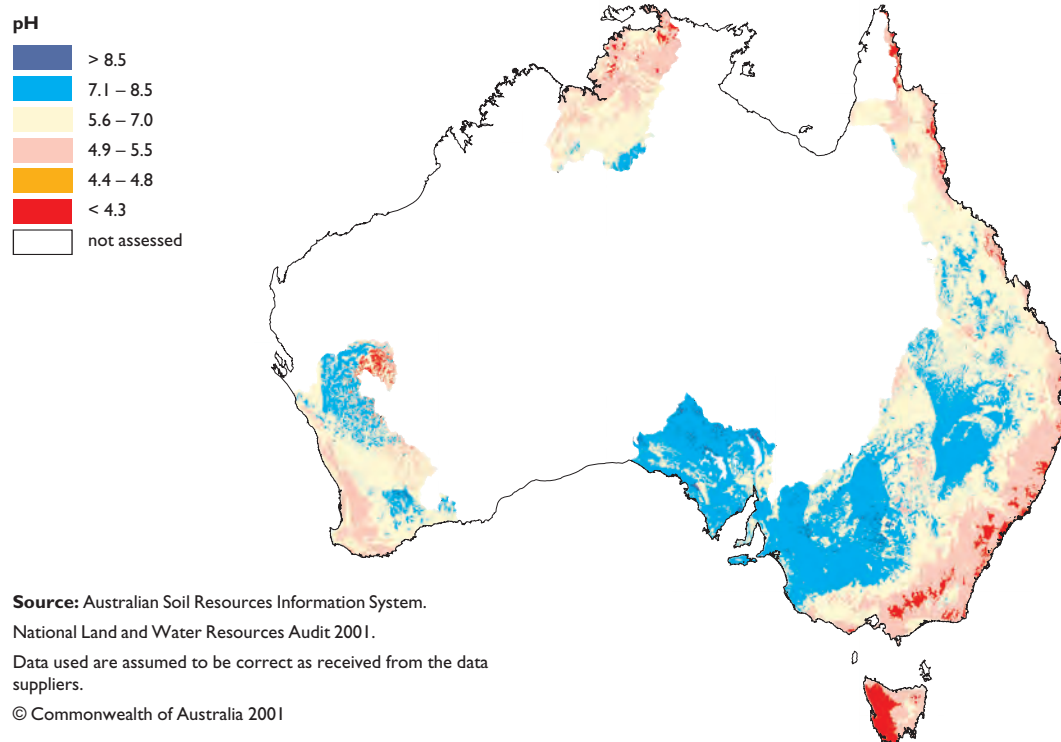 pH
> 8.5
7.1 – 8.5
5.6 – 7.0
4.9 – 5.5
4.4 – 4.8
< 4.3
not assessed
Source: Australian Soil Resources Information System.
National Land and Water Resources Audit 2001.
Data used are assumed to be correct as received from the data
suppliers.
© Commonwealth of Australia 2001